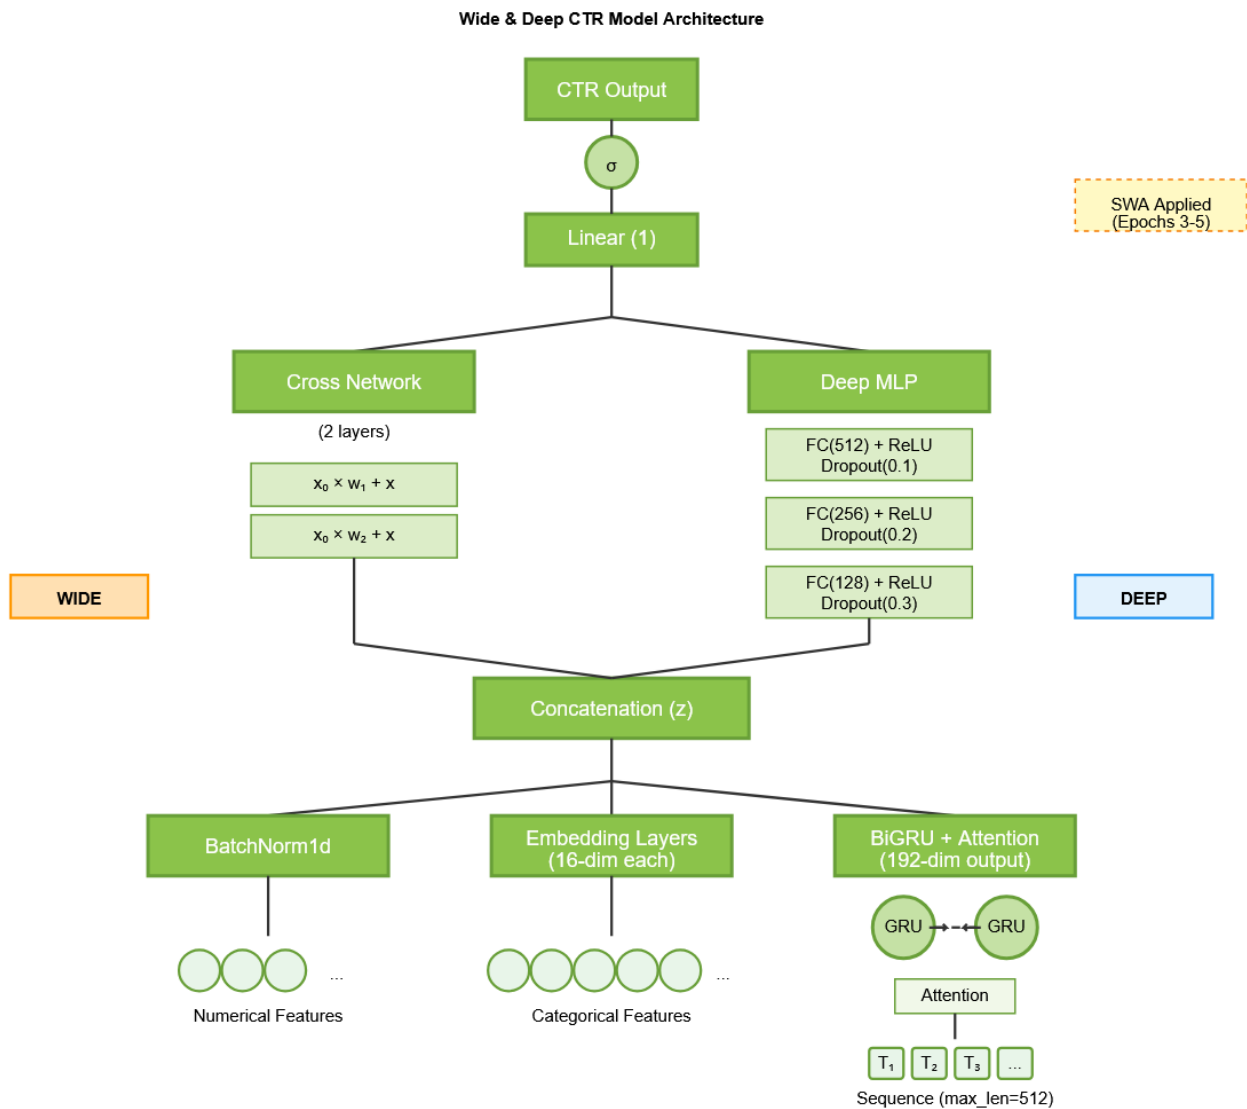 Wide & Deep CTR Model Architecture
CTR Output
σ
SWA Applied
(Epochs 3-5)
Linear (1)
Cross Network
Deep MLP
(2 layers)
FC(512) + ReLU
Dropout(0.1)
x₀ × w₁ + x
FC(256) + ReLU
Dropout(0.2)
x₀ × w₂ + x
FC(128) + ReLU
Dropout(0.3)
WIDE
DEEP
Concatenation (z)
BatchNorm1d
Embedding Layers
(16-dim each)
BiGRU + Attention
(192-dim output)
GRU
GRU
...
...
Attention
Numerical Features
Categorical Features
T₁ T₂ T₃ ...
Sequence (max_len=512)